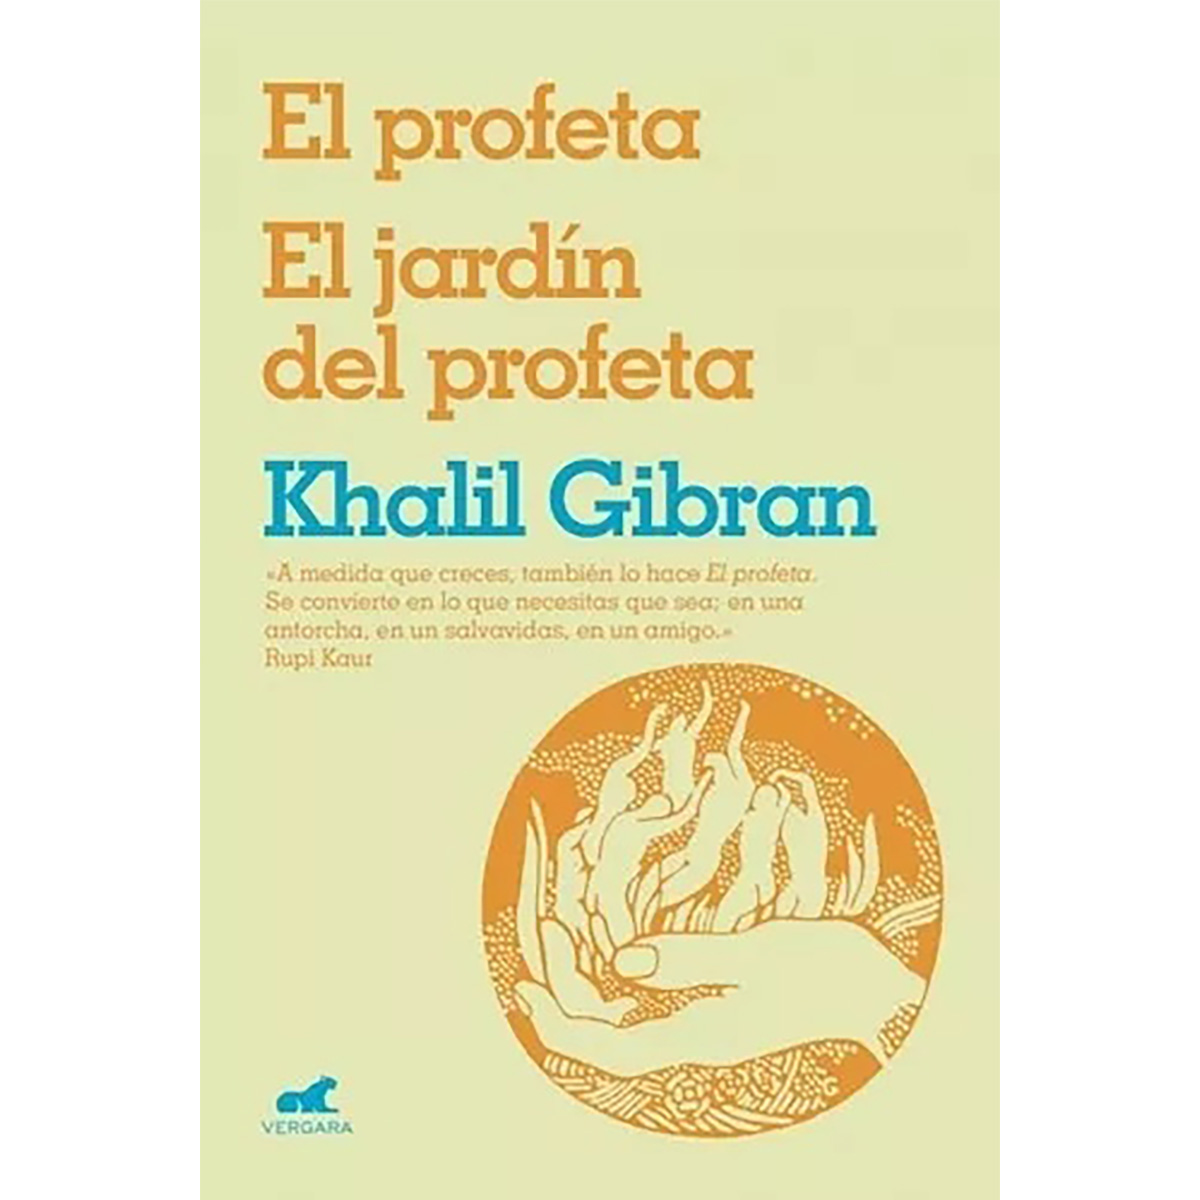 El profeta
El jardín
del profeta
Khalil Gibran
«A medida que creces, también lo hace El profeta.
Se convierte en lo que necesitas que sea; en una
antorcha, en un salvavidas, en un amigo.»
Rupi Kaur
VERGARA